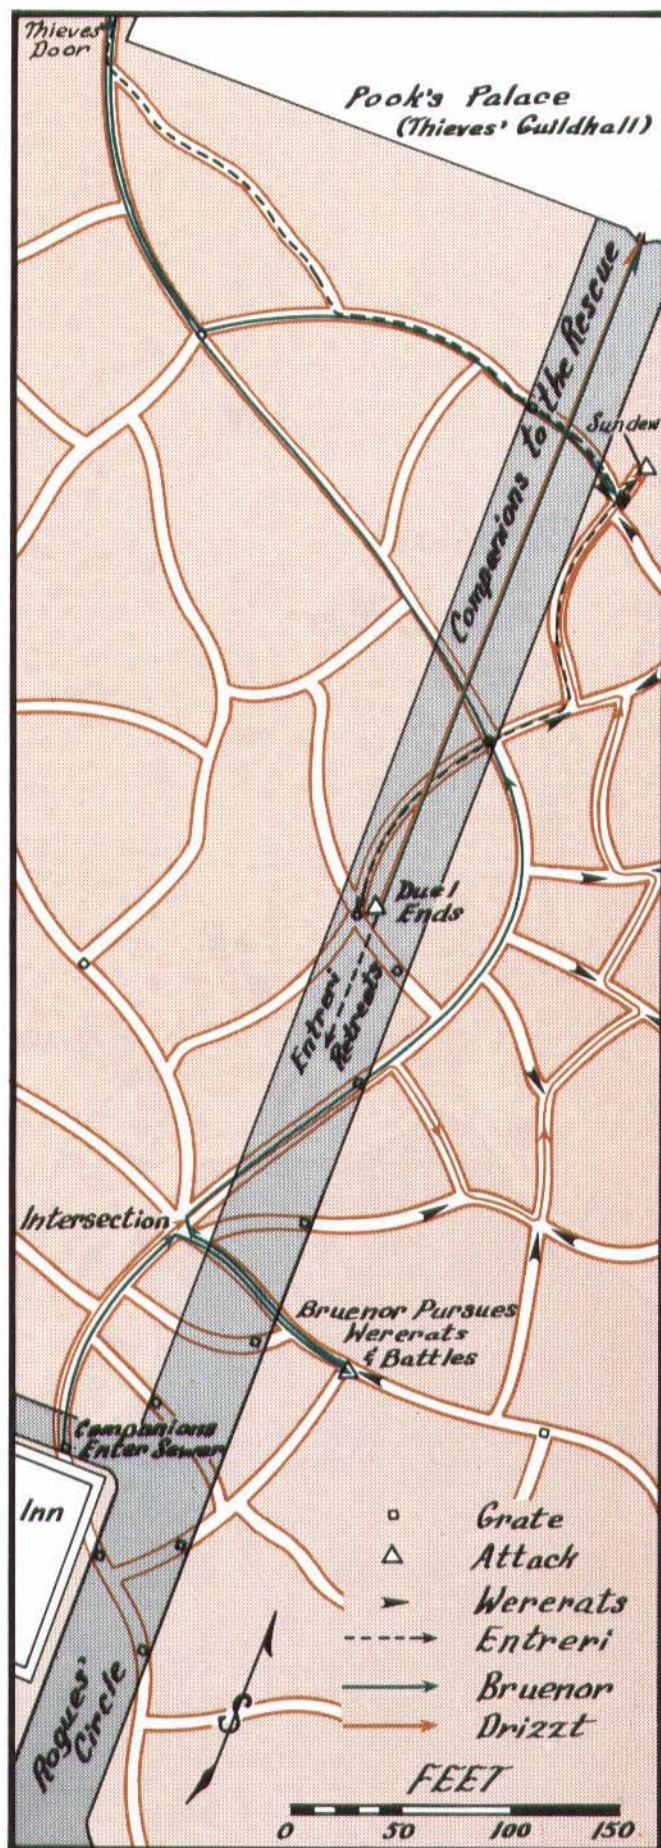 Thieves'
Door
Pook's Palace
(Thieves' Guildhall)
Companions to the Rescue
Sundew
Duel
Ends
Entreri
Retreats
Intersection
Bruenor Pursues
Wererats
& Battles
Companions
Enter Sewer
Inn
Rogues'
Circle
S
Grate
Attack
Wererats
Entreri
Bruenor
Drizzt
FEET
0 50 100 150